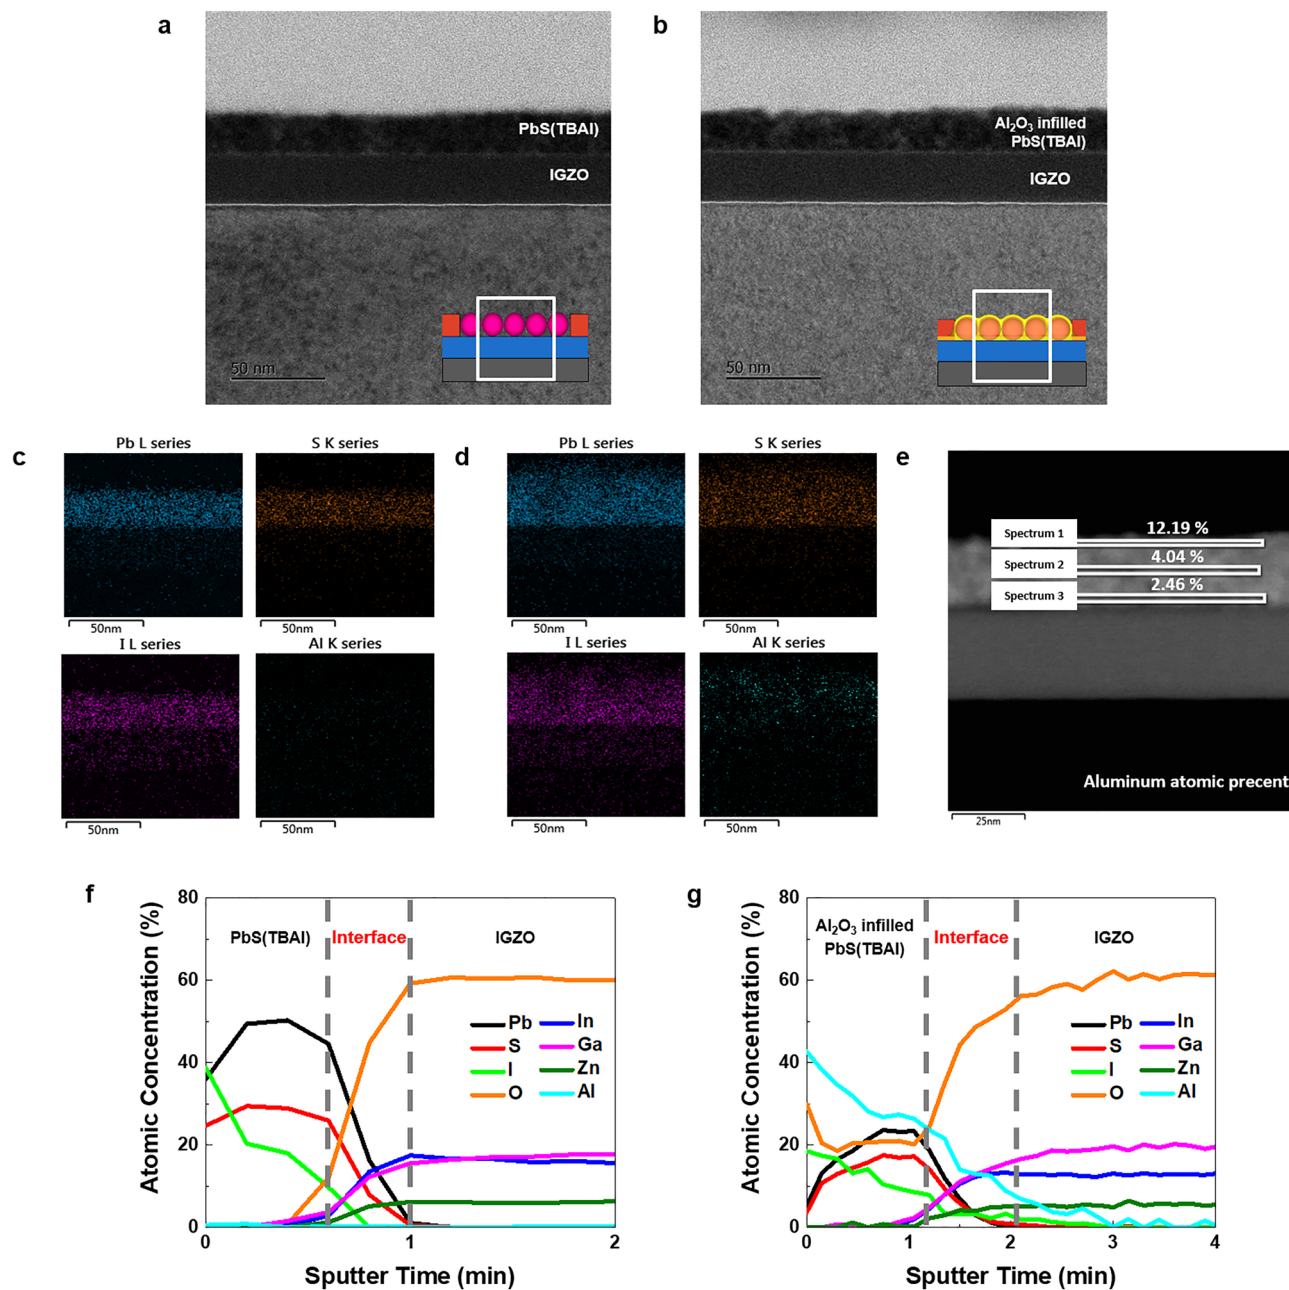 a
b
PbS(TBAI)
IGZO
50 nm
Al₂O₃ infilled
PbS(TBAI)
IGZO
50 nm
c
Pb L series
S K series
50nm
50nm
I L series
Al K series
50nm
50nm
d
Pb L series
S K series
50nm
50nm
I L series
Al K series
50nm
50nm
e
Spectrum 1
12.19 %
Spectrum 2
4.04 %
Spectrum 3
2.46 %
Aluminum atomic precent
25nm
f
Atomic Concentration (%)
80
60
40
20
0
PbS(TBAI)
Interface
IGZO
Pb
In
S
Ga
I
Zn
O
Al
0
1
2
Sputter Time (min)
g
Atomic Concentration (%)
80
60
40
20
0
Al₂O₃ infilled
PbS(TBAI)
Interface
IGZO
Pb
In
S
Ga
I
Zn
O
Al
0
1
2
3
4
Sputter Time (min)